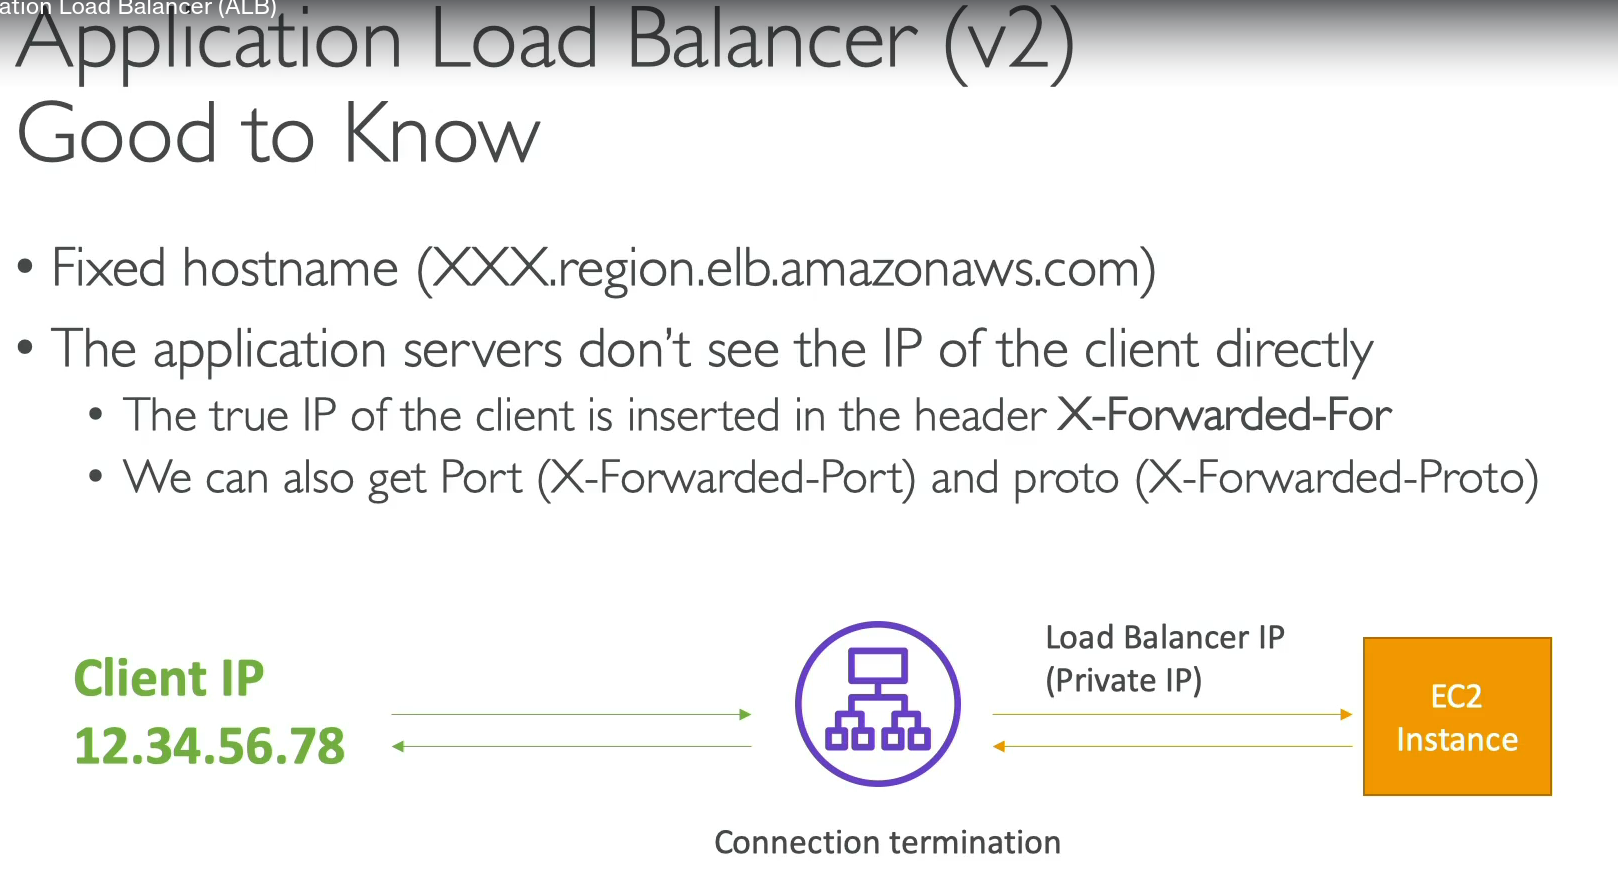 ation Load Balancer (ALB)
Application Load Balancer (v2)
Good to Know
• Fixed hostname (XXX.region.elb.amazonaws.com)
• The application servers don't see the IP of the client directly
• The true IP of the client is inserted in the header X-Forwarded-For
• We can also get Port (X-Forwarded-Port) and proto (X-Forwarded-Proto)
Client IP
12.34.56.78
Load Balancer IP
(Private IP)
EC2
Instance
Connection termination